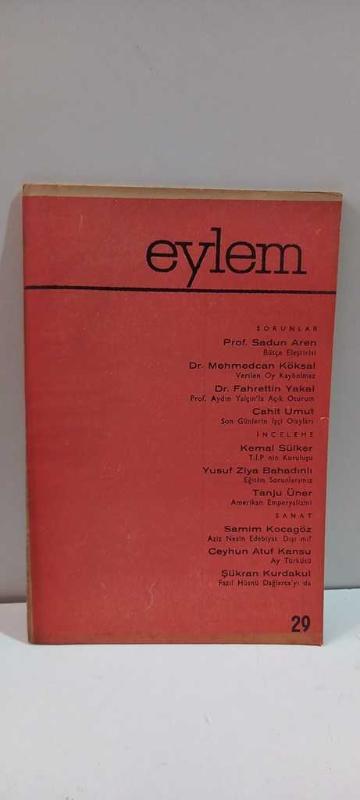 eylem
SORUNLAR
Prof. Sadun Aren
Bütçe Eleştirisi
Dr. Mehmedcan Köksal
Verilen Oy Kaybolmaz
Dr. Fahrettin Yakal
Prof. Aydın Yalçın'la Açık Oturum
Cahit Umut
Son Günlerin İşçi Olayları
İNCELEME
Kemal Sülker
T.İ.P nin Kuruluşu
Yusuf Ziya Bahadınlı
Eğitim Sorunlarımız
Tanju Üner
Amerikan Emperyalizmi
SANAT
Samim Kocagöz
Aziz Nesin Edebiyat Dışı mı?
Ceyhun Atuf Kansu
Ay Türküsü
Şükran Kurdakul
Fazıl Hüsnü Dağlarca'yı da
29